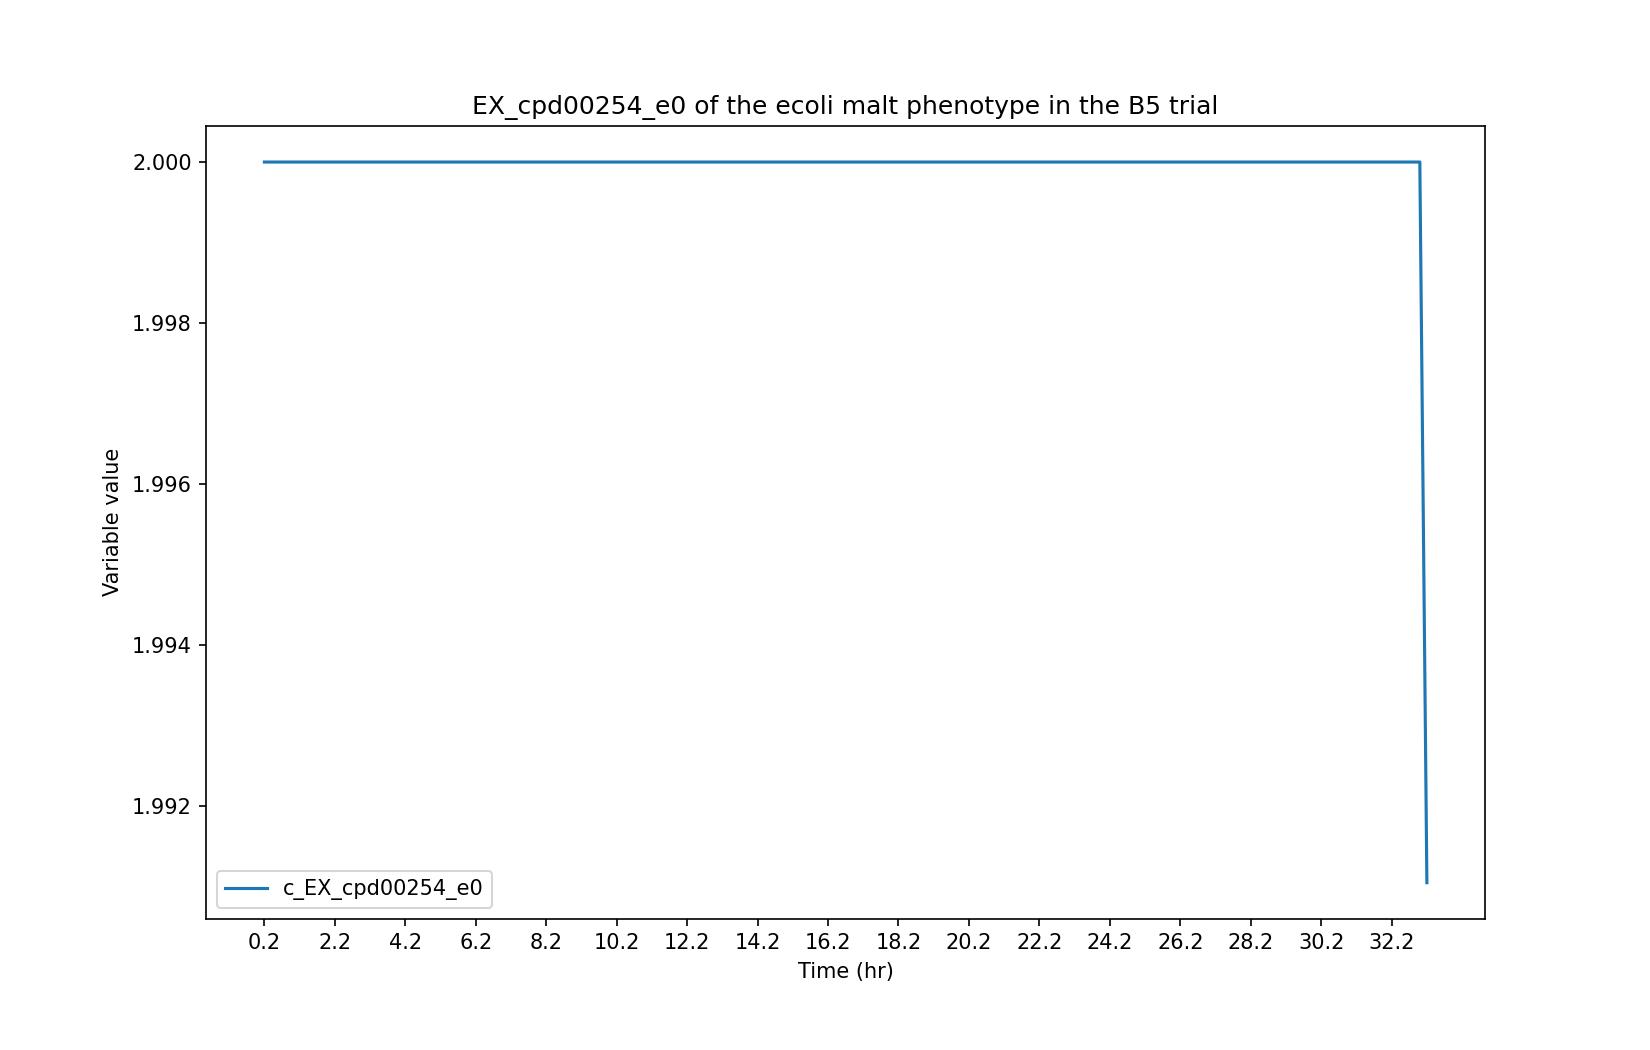 EX_cpd00254_e0 of the ecoli malt phenotype in the B5 trial
2.000
1.998
1.996
1.994
1.992
Variable value
c_EX_cpd00254_e0
0.2 2.2 4.2 6.2 8.2 10.2 12.2 14.2 16.2 18.2 20.2 22.2 24.2 26.2 28.2 30.2 32.2
Time (hr)